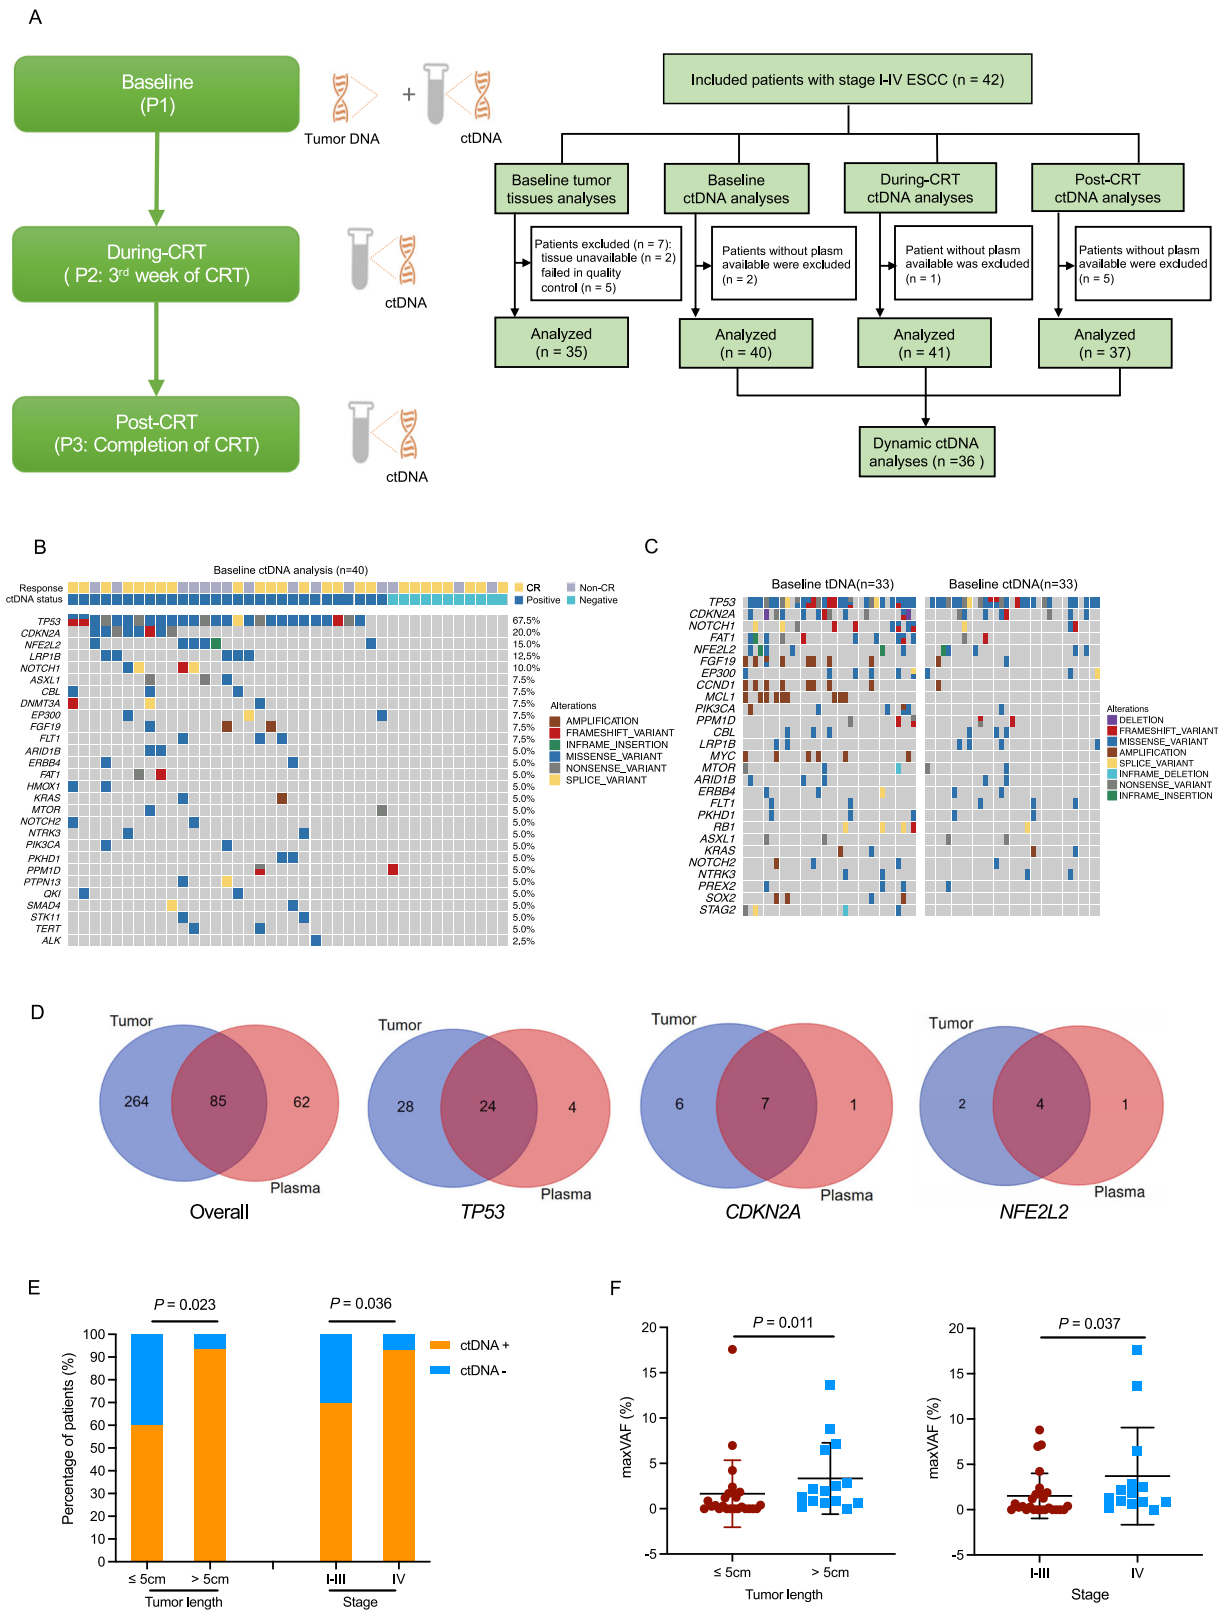 A
Baseline
(P1)
During-CRT
( P2: 3rd week of CRT)
Post-CRT
(P3: Completion of CRT)
+
Tumor DNA
ctDNA
ctDNA
ctDNA
Included patients with stage I-IV ESCC (n = 42)
Baseline tumor
tissues analyses
Baseline
ctDNA analyses
During-CRT
ctDNA analyses
Post-CRT
ctDNA analyses
Patients excluded (n = 7):
tissue unavailable (n = 2)
failed in quality
control (n = 5)
Patients without plasm
available were excluded
(n = 2)
Patient without plasm
available was excluded
(n = 1)
Patients without plasm
available were excluded
(n = 5)
Analyzed
(n = 35)
Analyzed
(n = 40)
Analyzed
(n = 41)
Analyzed
(n = 37)
Dynamic ctDNA
analyses (n =36 )
B
Baseline ctDNA analysis (n=40)
Response
ctDNA status
CR
Non-CR
Positive
Negative
TP53 67.5%
CDKN2A 20.0%
NFE2L2 15.0%
LRP1B 12.5%
NOTCH1 10.0%
ASXL1 7.5%
CBL 7.5%
DNMT3A 7.5%
EP300 7.5%
FGF19 7.5%
FLT1 7.5%
ARID1B 5.0%
ERBB4 5.0%
FAT1 5.0%
HMOX1 5.0%
KRAS 5.0%
MTOR 5.0%
NOTCH2 5.0%
NTRK3 5.0%
PIK3CA 5.0%
PKHD1 5.0%
PPM1D 5.0%
PTPN13 5.0%
QKI 5.0%
SMAD4 5.0%
STK11 5.0%
TERT 5.0%
ALK 2.5%
Alterations
AMPLIFICATION
FRAMESHIFT_VARIANT
INFRAME_INSERTION
MISSENSE_VARIANT
NONSENSE_VARIANT
SPLICE_VARIANT
C
Baseline tDNA(n=33)
Baseline ctDNA(n=33)
TP53
CDKN2A
NOTCH1
FAT1
NFE2L2
FGF19
EP300
CCND1
MCL1
PIK3CA
PPM1D
CBL
LRP1B
MYC
MTOR
ARID1B
ERBB4
FLT1
PKHD1
RB1
ASXL1
KRAS
NOTCH2
NTRK3
PREX2
SOX2
STAG2
Alterations
DELETION
FRAMESHIFT_VARIANT
MISSENSE_VARIANT
AMPLIFICATION
SPLICE_VARIANT
INFRAME_DELETION
NONSENSE_VARIANT
INFRAME_INSERTION
D
Tumor
264
85
62
Plasma
Overall
Tumor
28
24
4
Plasma
TP53
Tumor
6
7
1
Plasma
CDKN2A
Tumor
2
4
1
Plasma
NFE2L2
E
P = 0.023
P = 0.036
ctDNA +
ctDNA -
Percentage of patients (%)
100
90
80
70
60
50
40
30
20
10
0
≤ 5cm
> 5cm
I-III
IV
Tumor length
Stage
F
P = 0.011
maxVAF (%)
20
15
10
5
0
-5
≤ 5cm
> 5cm
Tumor length
P = 0.037
maxVAF (%)
20
15
10
5
0
-5
I-III
IV
Stage